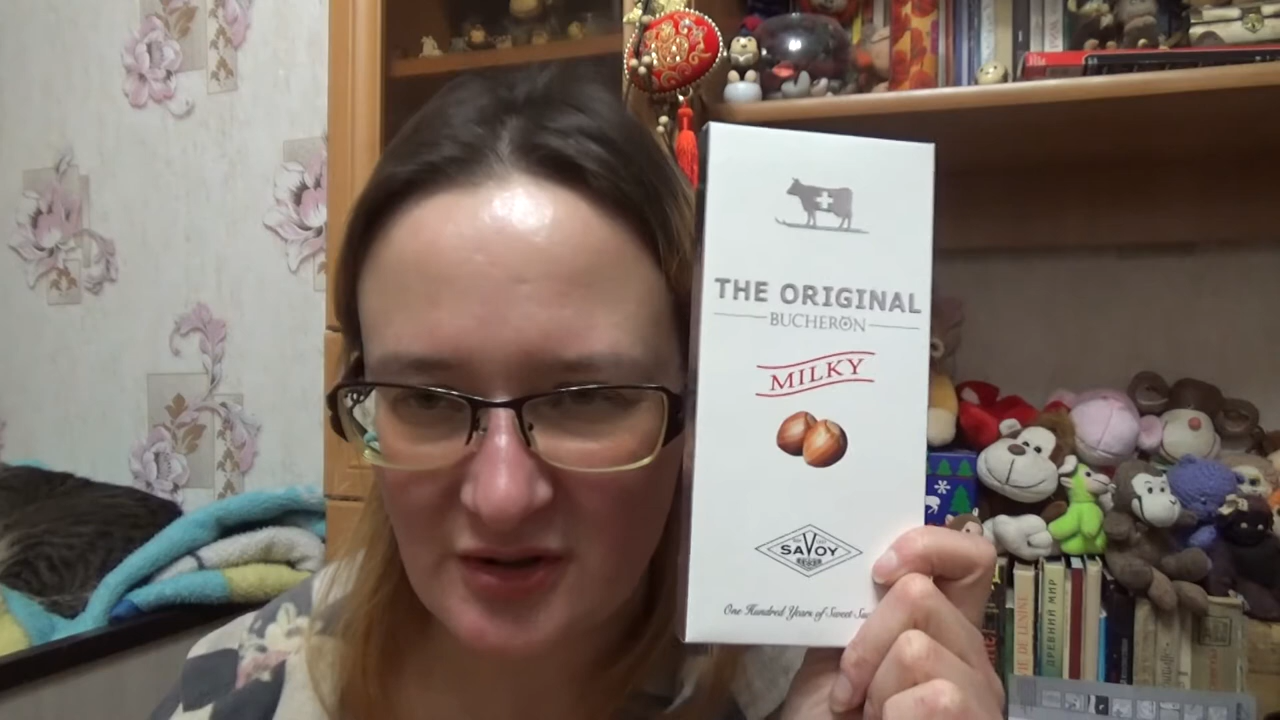 THE ORIGINAL
BUCHERON
MILKY
SAVOY
One Hundred Years of Sweet
ДРЕВНИЙ МИР